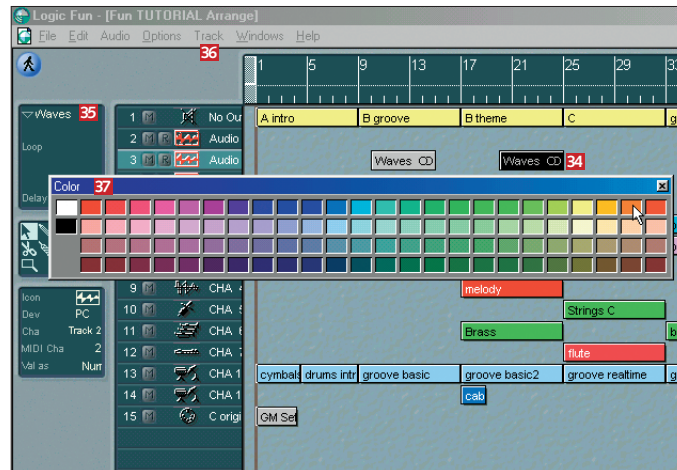 Logic Fun - [Fun TUTORIAL Arrange]
File Edit Audio Options Track Windows Help
36
1 5 9 13 17 21 25 29 33
Waves 35
Loop
Delay
1 M No Ou A intro B groove B theme C
2 M R Audio
3 M R Audio Waves Waves 34
Color 37
9 M CHA melody
10 M CHA Strings C
11 M CHA Brass
12 M CHA flute
13 M CHA 1 cymbals drums intr groove basic groove basic2 groove realtime g
14 M CHA 1 cab
15 M C origi GM Set
Icon
Dev PC
Cha Track 2
MIDI Cha 2
Val as Num